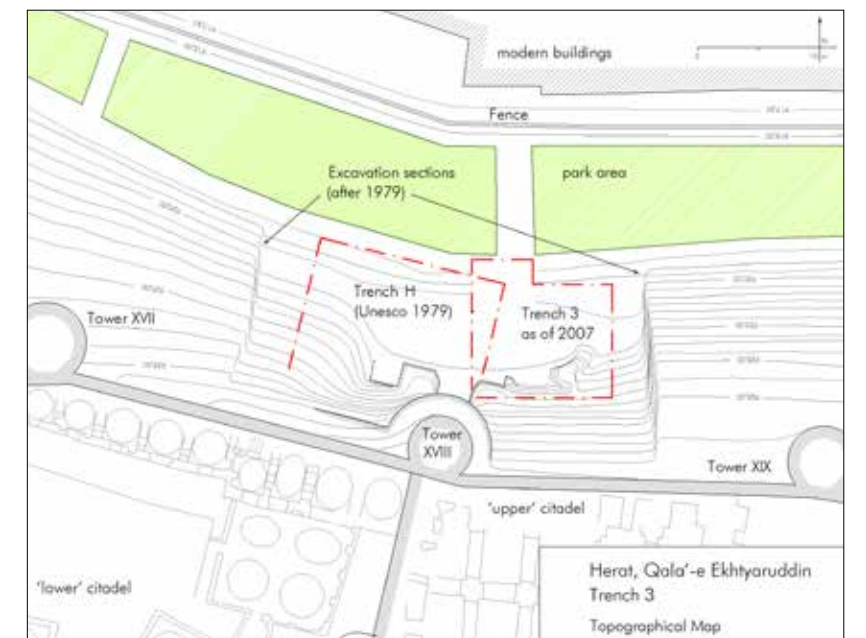 modern buildings
Fence
Excavation sections
(after 1979)
park area
Trench H
(Unesco 1979)
Trench 3
as of 2007
Tower XVII
Tower
XVIII
Tower XIX
'upper' citadel
'lower' citadel
Herat, Qala'-e Ekhtyaruddin
Trench 3
Topographical Map